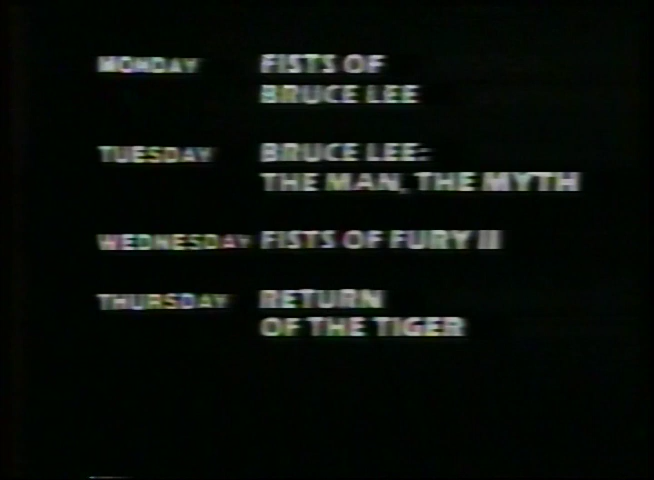 MONDAY FISTS OF
BRUCE LEE
TUESDAY BRUCE LEE:
THE MAN, THE MYTH
WEDNESDAY FISTS OF FURY II
THURSDAY RETURN
OF THE TIGER